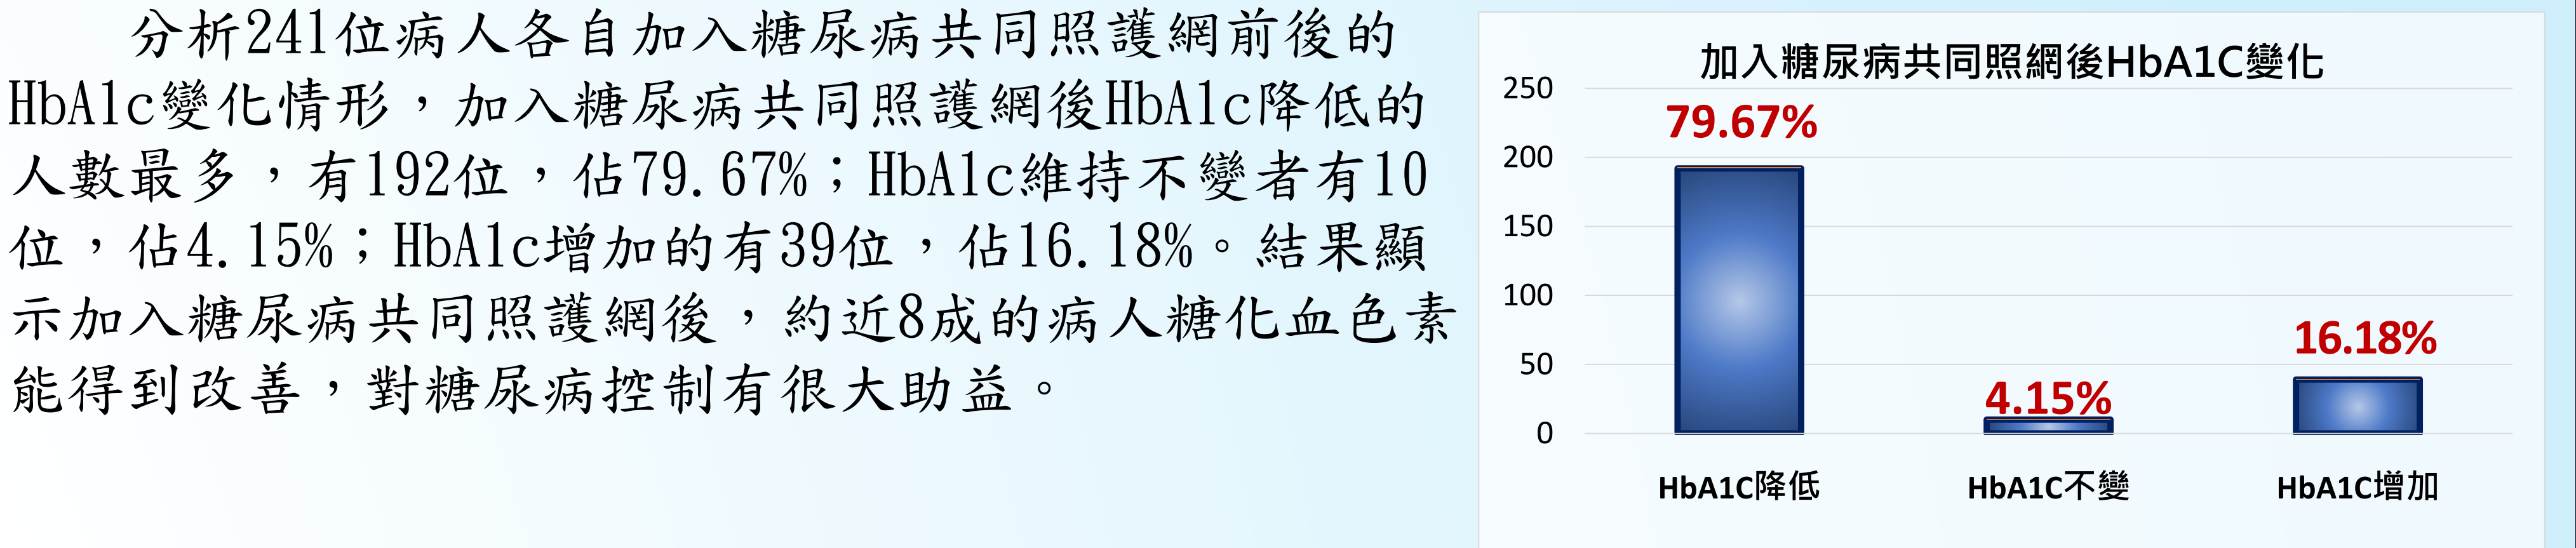 分析241位病人各自加入糖尿病共同照護網前後的
HbA1c變化情形，加入糖尿病共同照護網後HbA1c降低的
人數最多，有192位，佔79.67%；HbA1c維持不變者有10
位，佔4.15%；HbA1c增加的有39位，佔16.18%。結果顯
示加入糖尿病共同照護網後，約近8成的病人糖化血色素
能得到改善，對糖尿病控制有很大助益。
加入糖尿病共同照網後HbA1C變化
250
200
150
100
50
0
79.67%
4.15%
16.18%
HbA1C降低
HbA1C不變
HbA1C增加